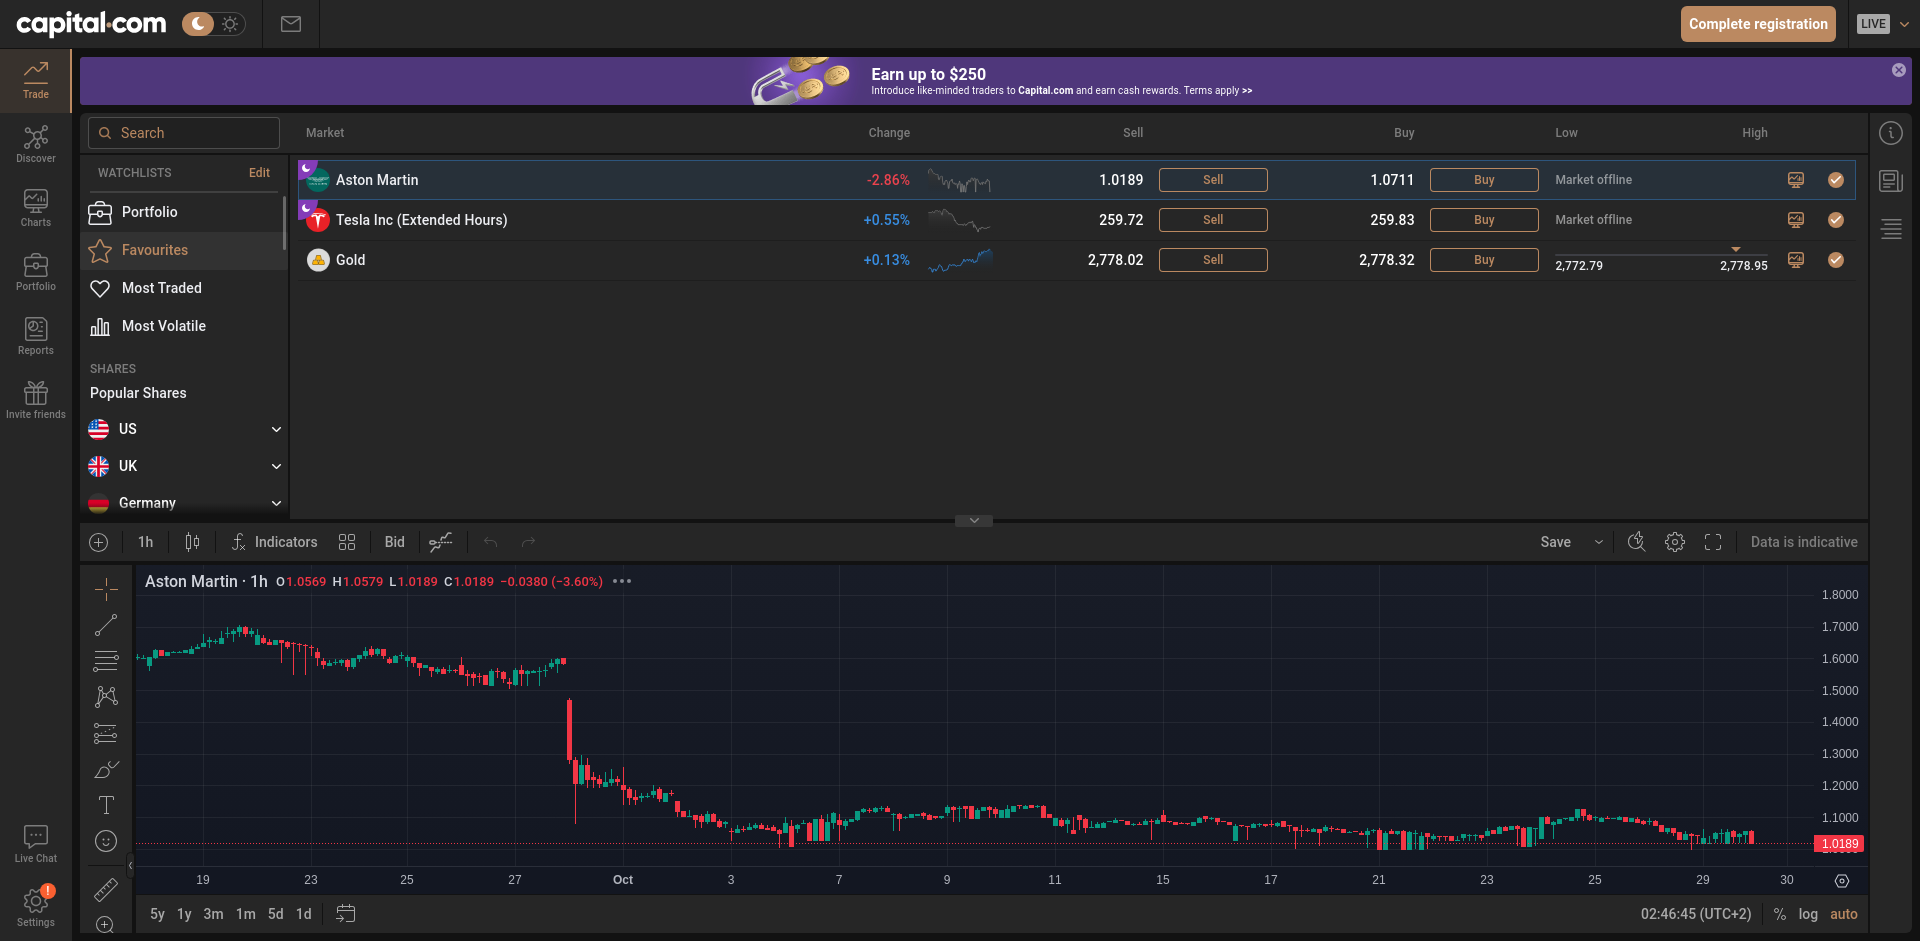 capital.com
Complete registration
LIVE
Trade
Discover
Charts
Portfolio
Reports
Invite friends
Live Chat
!
Settings
Earn up to $250
Introduce like-minded traders to Capital.com and earn cash rewards. Terms apply >>
Search
WATCHLISTS Edit
Portfolio
Favourites
Most Traded
Most Volatile
SHARES
Popular Shares
US
UK
Germany
Market Change Sell Buy Low High
Aston Martin -2.86% 1.0189 Sell 1.0711 Buy Market offline
Tesla Inc (Extended Hours) +0.55% 259.72 Sell 259.83 Buy Market offline
Gold +0.13% 2,778.02 Sell 2,778.32 Buy 2,772.79 2,778.95
1h Indicators Bid Save Data is indicative
Aston Martin · 1h O1.0569 H1.0579 L1.0189 C1.0189 −0.0380 (−3.60%)
1.8000
1.7000
1.6000
1.5000
1.4000
1.3000
1.2000
1.1000
1.0189
19 23 25 27 Oct 3 7 9 11 15 17 21 23 25 29 30
5y 1y 3m 1m 5d 1d 02:46:45 (UTC+2) % log auto